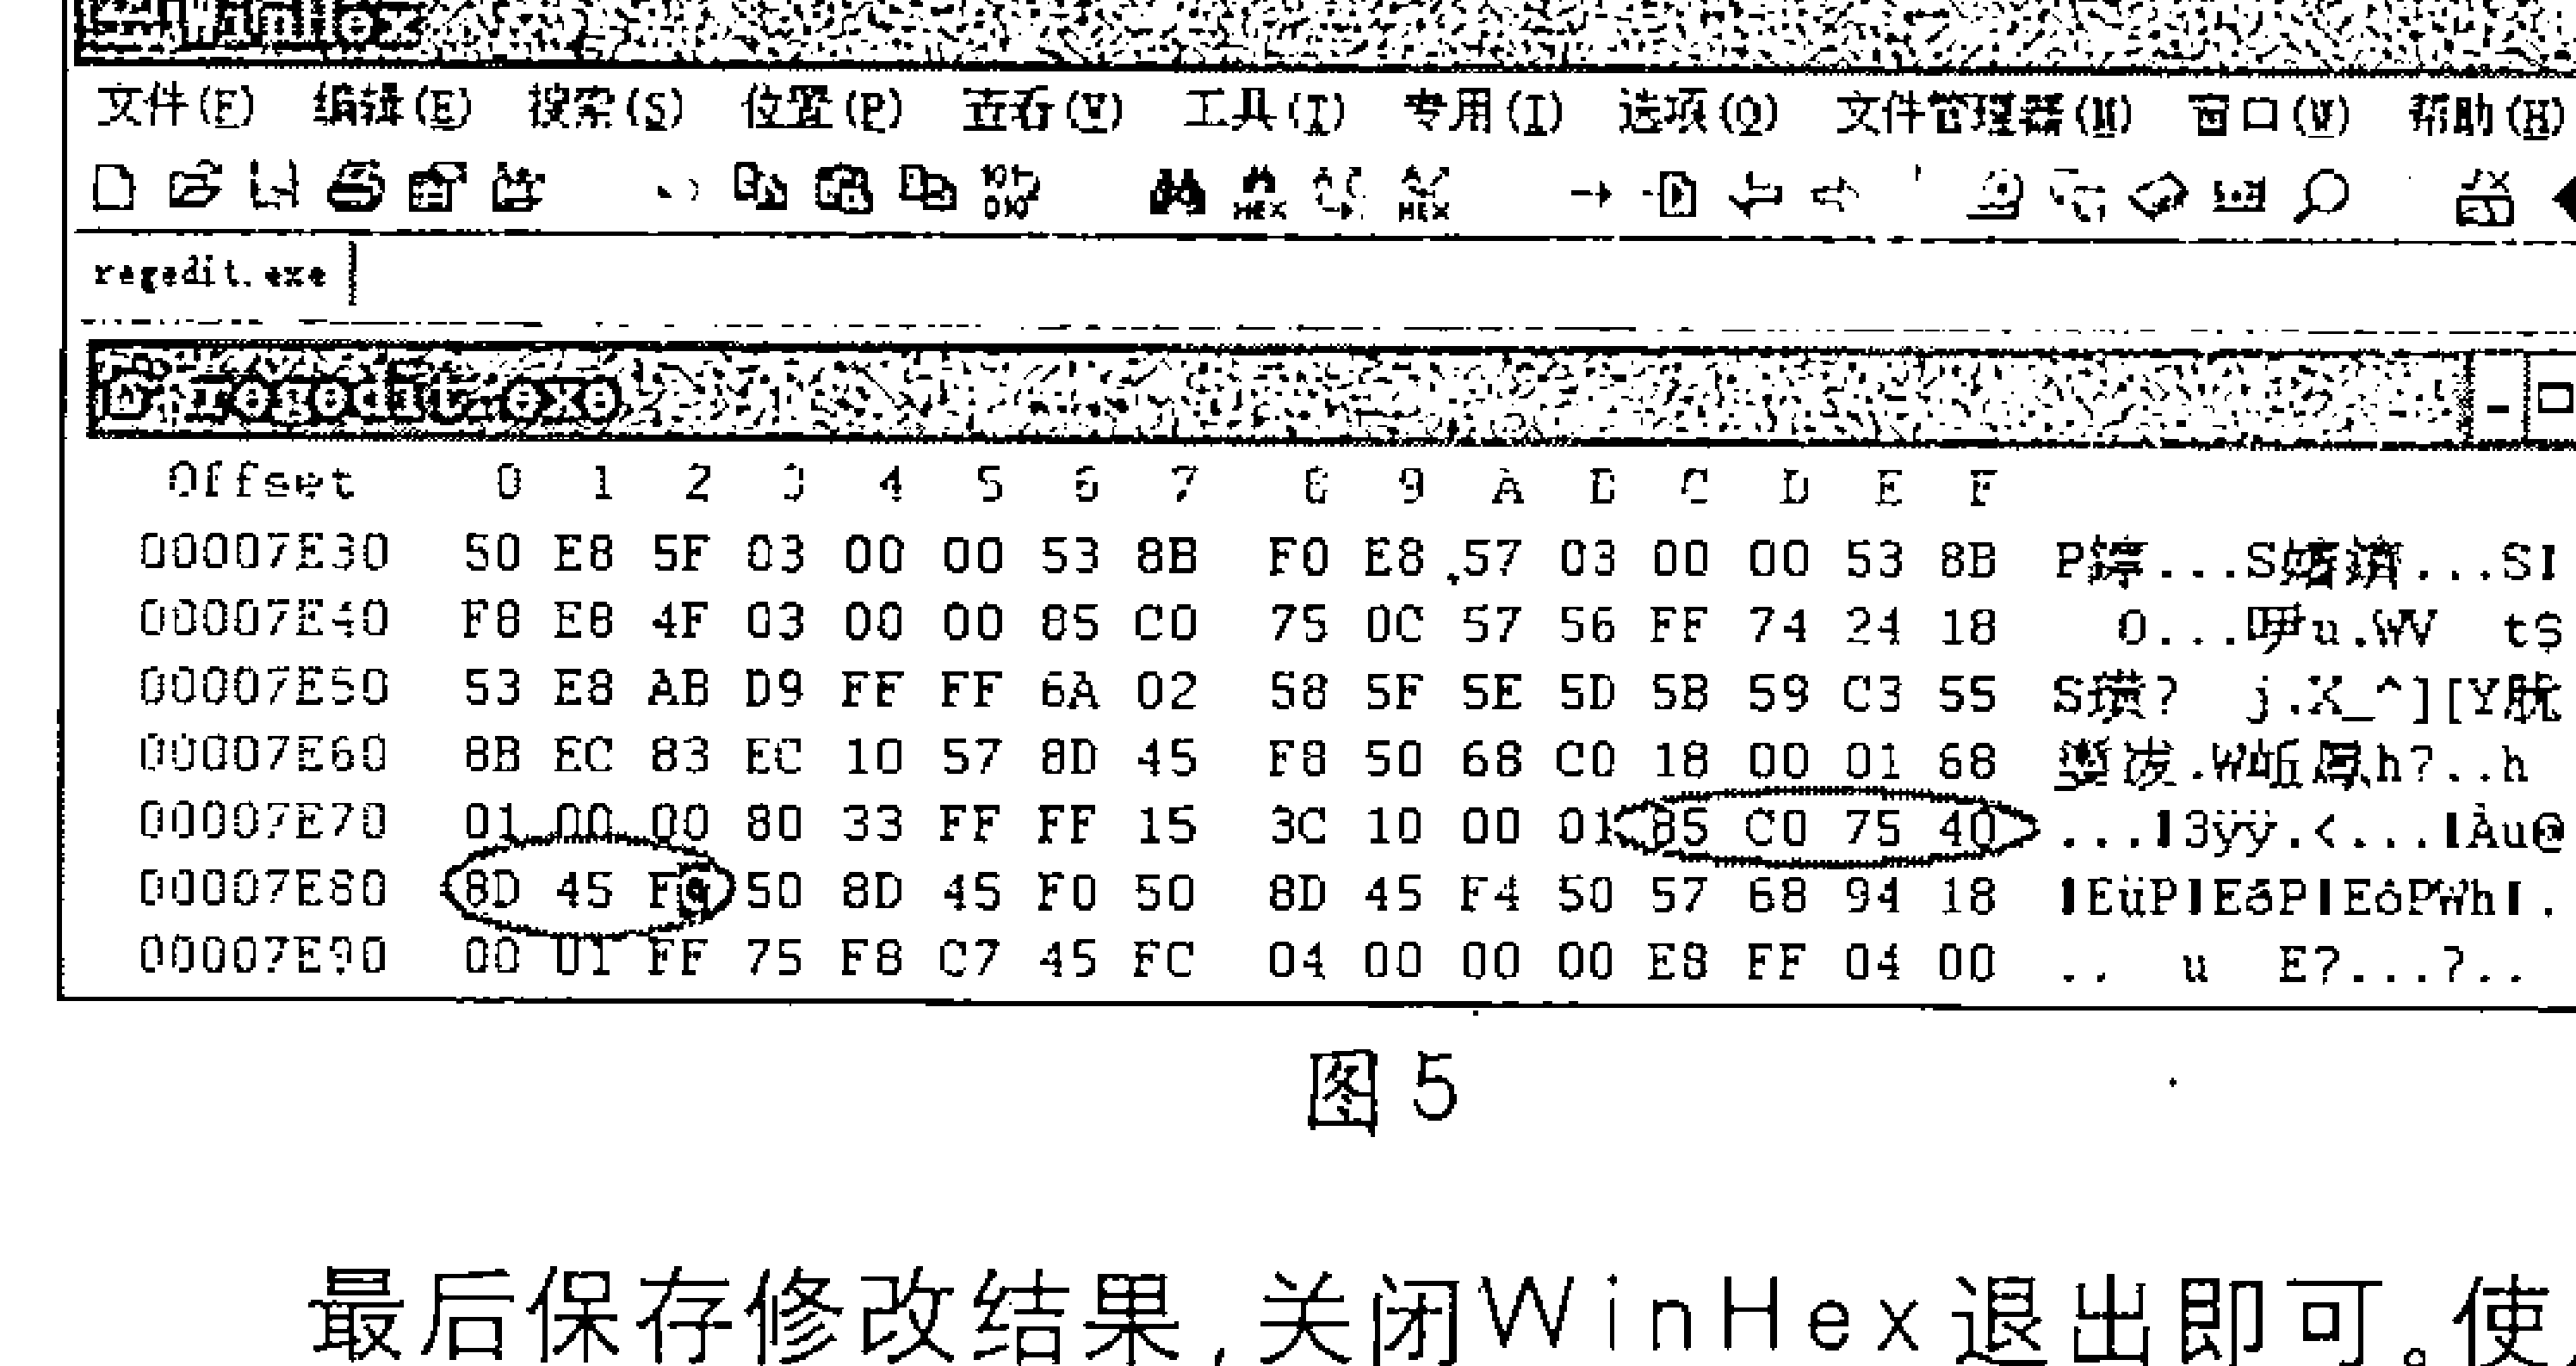 WinHex
文件(F) 编辑(E) 搜索(S) 位置(P) 查看(V) 工具(T) 专用(I) 选项(O) 文件管理器(M) 窗口(W) 帮助(H)
regedit.exe
regedit.exe
Offset 0 1 2 3 4 5 6 7 8 9 A B C D E F
00007E30 50 E8 5F 03 00 00 53 8B F0 E8 57 03 00 00 53 8B
00007E40 F8 E8 4F 03 00 00 85 C0 75 0C 57 56 FF 74 24 18
00007E50 53 E8 AB D9 FF FF 6A 02 58 5F 5E 5D 5B 59 C3 55
00007E60 8B EC 83 EC 10 57 8D 45 F8 50 68 C0 18 00 01 68
00007E70 01 00 00 80 33 FF FF 15 3C 10 00 01 85 C0 75 40
00007E80 8D 45 50 8D 45 F0 50 8D 45 F4 50 57 68 94 18
00007E90 00 01 FF 75 F8 C7 45 FC 04 00 00 00 E8 FF 04 00 .. u E?...?..
图5
最后保存修改结果,关闭WinHex退出即可。使